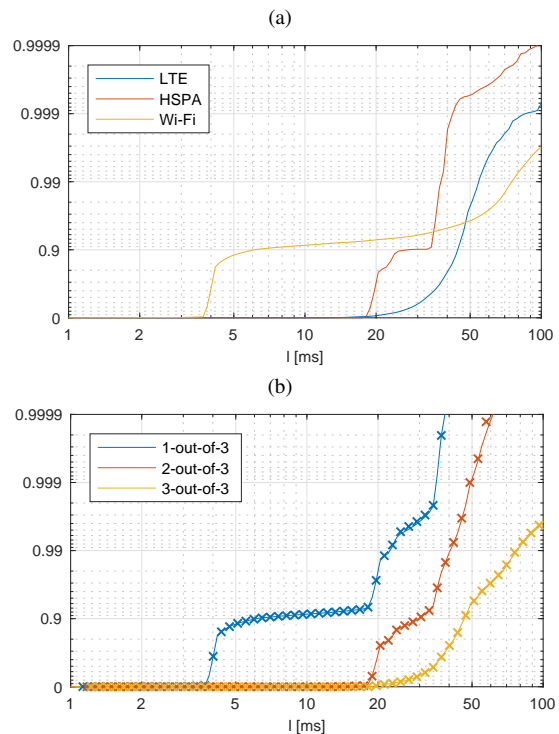 (a)
0.9999
0.999
0.99
0.9
0
LTE
HSPA
Wi-Fi
1 2 5 10 20 50 100
l [ms]
(b)
0.9999
0.999
0.99
0.9
0
1-out-of-3
2-out-of-3
3-out-of-3
1 2 5 10 20 50 100
l [ms]